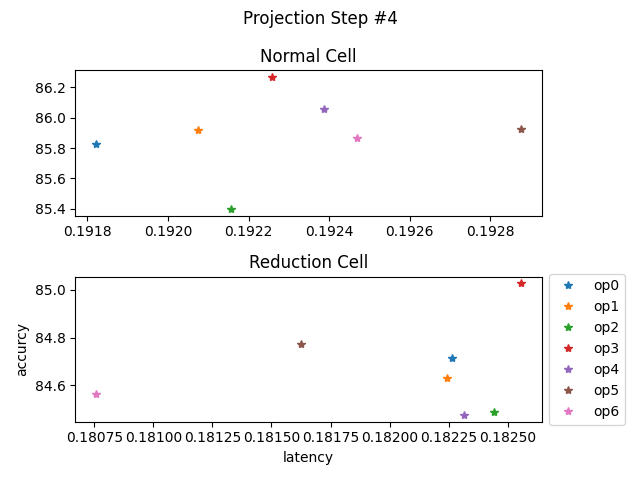 Projection Step #4
Normal Cell
86.2
86.0
85.8
85.6
85.4
0.1918 0.1920 0.1922 0.1924 0.1926 0.1928
Reduction Cell
85.0
84.8
84.6
accurcy
0.18075 0.18100 0.18125 0.18150 0.18175 0.18200 0.18225 0.18250
latency
op0
op1
op2
op3
op4
op5
op6